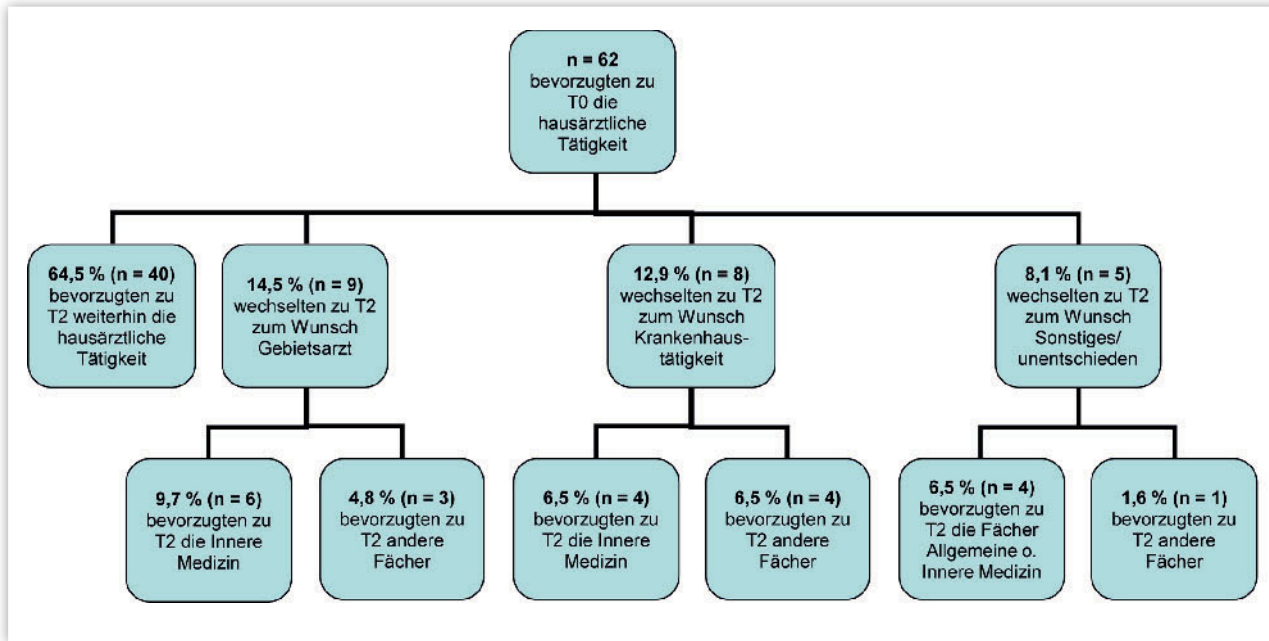 n = 62
bevorzugten zu
T0 die
hausärztliche
Tätigkeit
64,5 % (n = 40)
bevorzugten zu
T2 weiterhin die
hausärztliche
Tätigkeit
14,5 % (n = 9)
wechselten zu T2
zum Wunsch
Gebietsarzt
12,9 % (n = 8)
wechselten zu T2
zum Wunsch
Krankenhaus-
tätigkeit
8,1 % (n = 5)
wechselten zu T2
zum Wunsch
Sonstiges/
unentschieden
9,7 % (n = 6)
bevorzugten zu
T2 die Innere
Medizin
4,8 % (n = 3)
bevorzugten zu
T2 andere
Fächer
6,5 % (n = 4)
bevorzugten zu
T2 die Innere
Medizin
6,5 % (n = 4)
bevorzugten zu
T2 andere
Fächer
6,5 % (n = 4)
bevorzugten zu
T2 die Fächer
Allgemeine o.
Innere Medizin
1,6 % (n = 1)
bevorzugten zu
T2 andere
Fächer